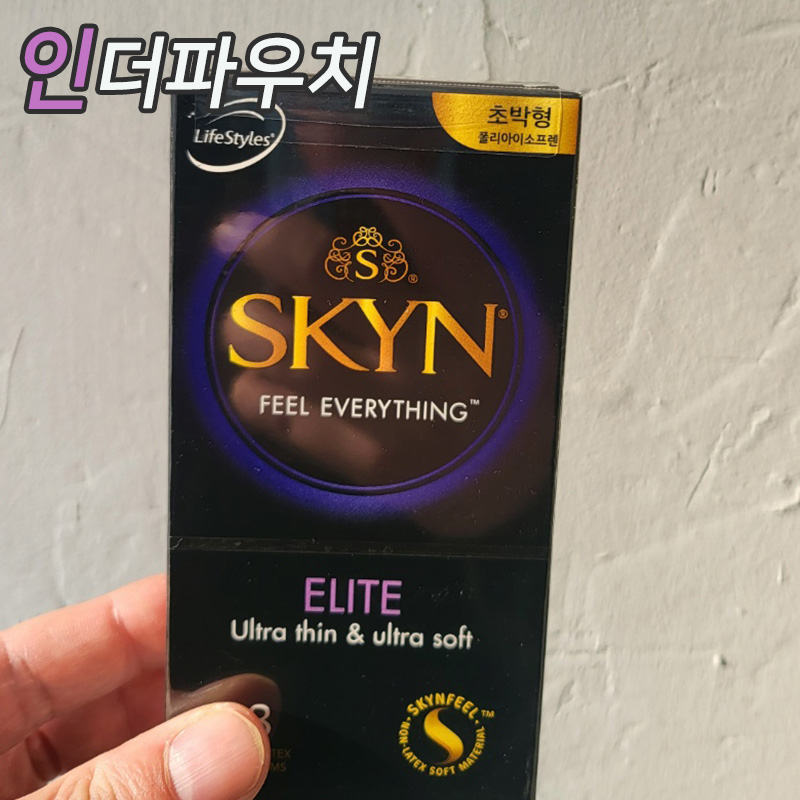 인더파우치
LifeStyles®
초박형
폴리아이소프렌
S
®
SKYN®
FEEL EVERYTHING™
ELITE
Ultra thin & ultra soft
SKYNFEEL™
NON-LATEX SOFT MATERIAL